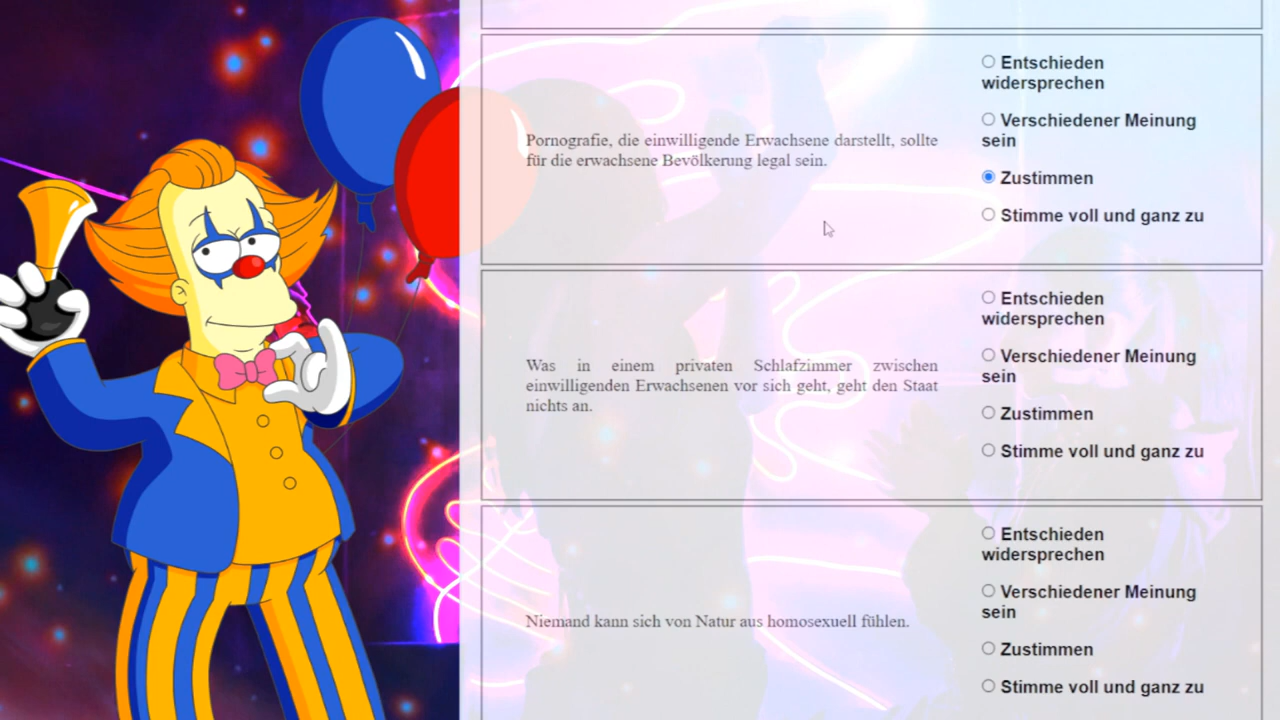 Pornografie, die einwilligende Erwachsene darstellt, sollte
für die erwachsene Bevölkerung legal sein.
Entschieden
widersprechen
Verschiedener Meinung
sein
Zustimmen
Stimme voll und ganz zu
Was in einem privaten Schlafzimmer zwischen
einwilligenden Erwachsenen vor sich geht, geht den Staat
nichts an.
Entschieden
widersprechen
Verschiedener Meinung
sein
Zustimmen
Stimme voll und ganz zu
Niemand kann sich von Natur aus homosexuell fühlen.
Entschieden
widersprechen
Verschiedener Meinung
sein
Zustimmen
Stimme voll und ganz zu